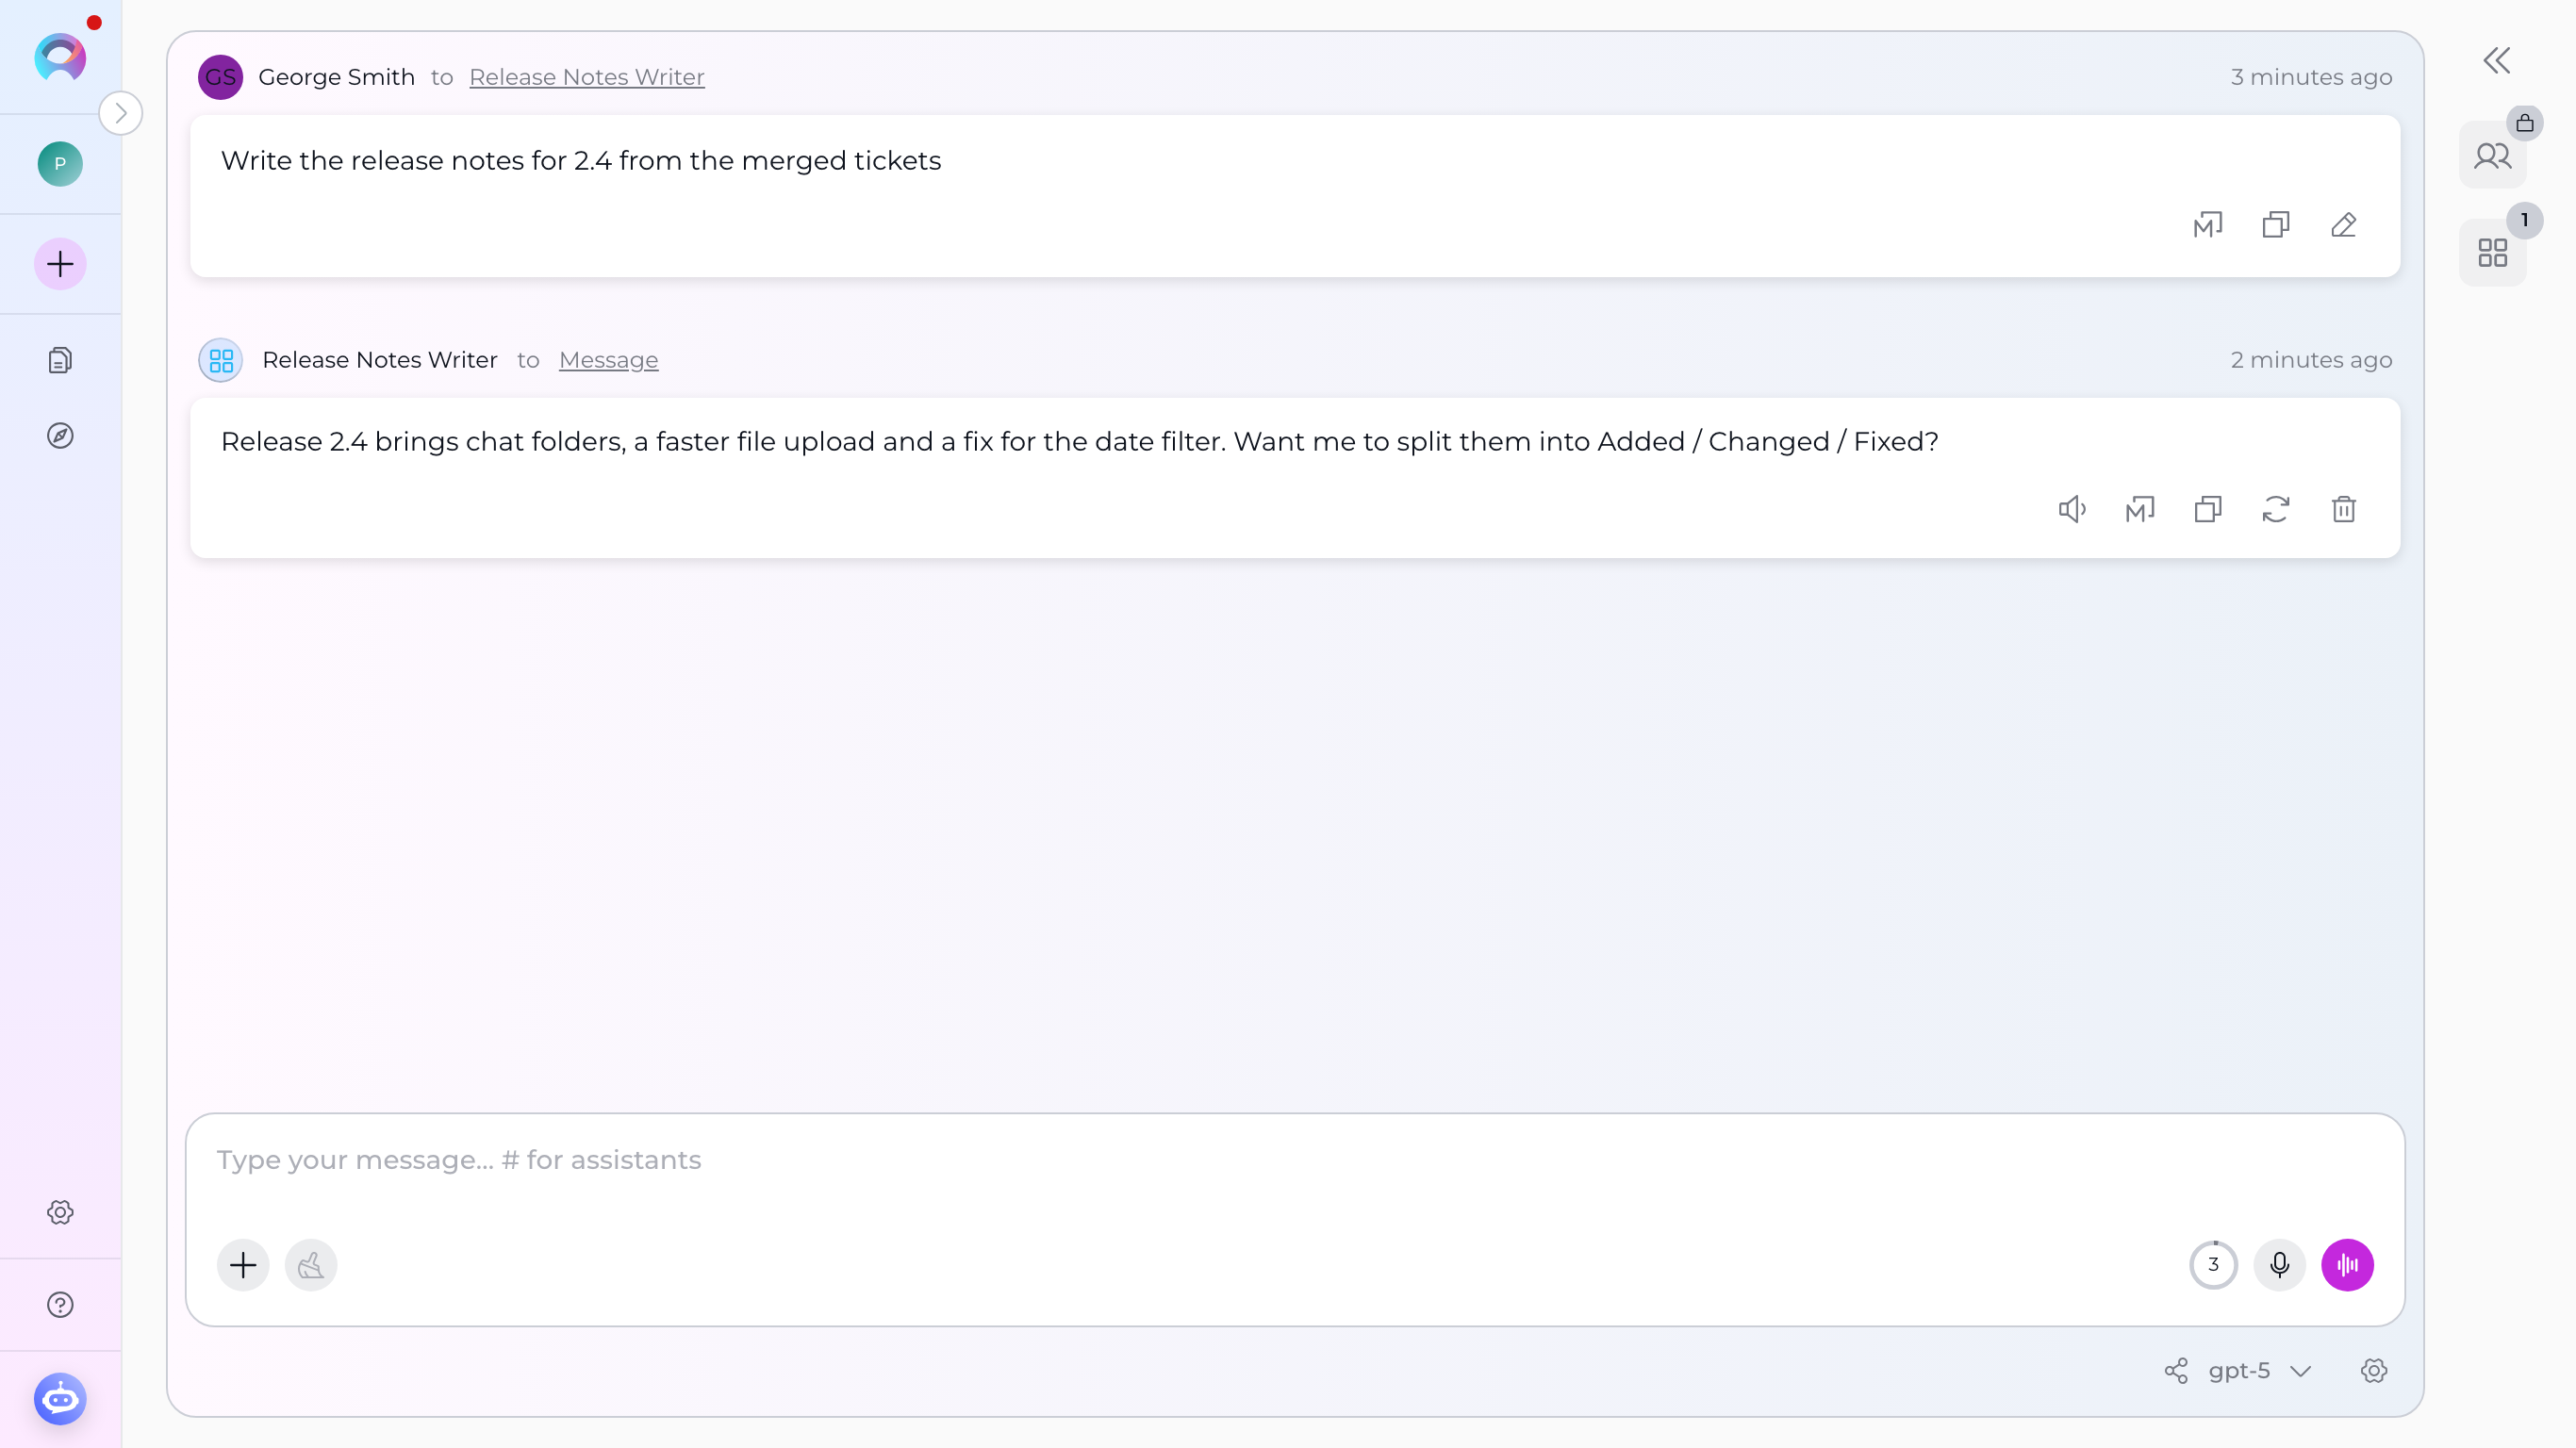 P
GS George Smith to Release Notes Writer 3 minutes ago
Write the release notes for 2.4 from the merged tickets
1
Release Notes Writer to Message 2 minutes ago
Release 2.4 brings chat folders, a faster file upload and a fix for the date filter. Want me to split them into Added / Changed / Fixed?
Type your message... # for assistants
3
gpt-5